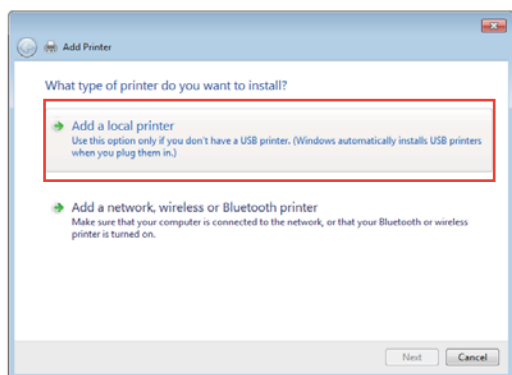 Add Printer
What type of printer do you want to install?
Add a local printer
Use this option only if you don't have a USB printer. (Windows automatically installs USB printers
when you plug them in.)
Add a network, wireless or Bluetooth printer
Make sure that your computer is connected to the network, or that your Bluetooth or wireless
printer is turned on.
Next Cancel